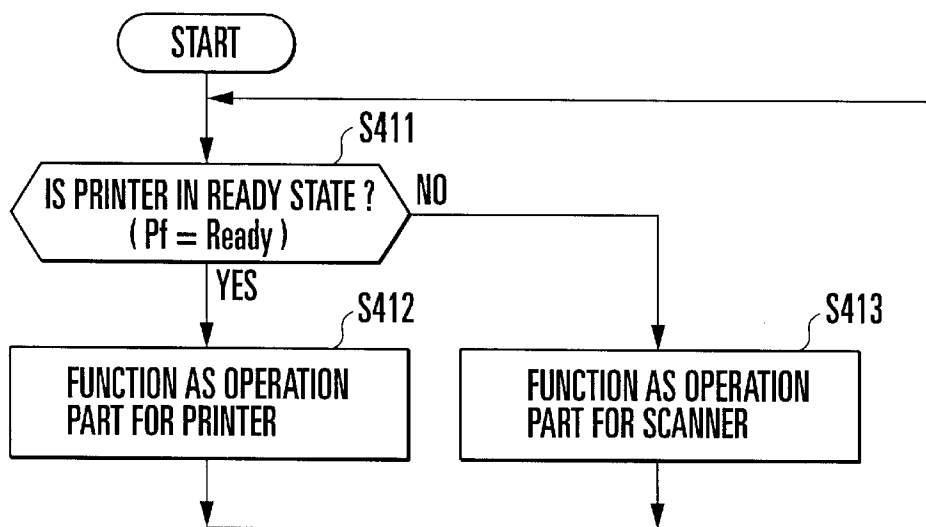 START
S411
IS PRINTER IN READY STATE ?
( Pf = Ready )
NO
YES
S412
FUNCTION AS OPERATION
PART FOR PRINTER
S413
FUNCTION AS OPERATION
PART FOR SCANNER